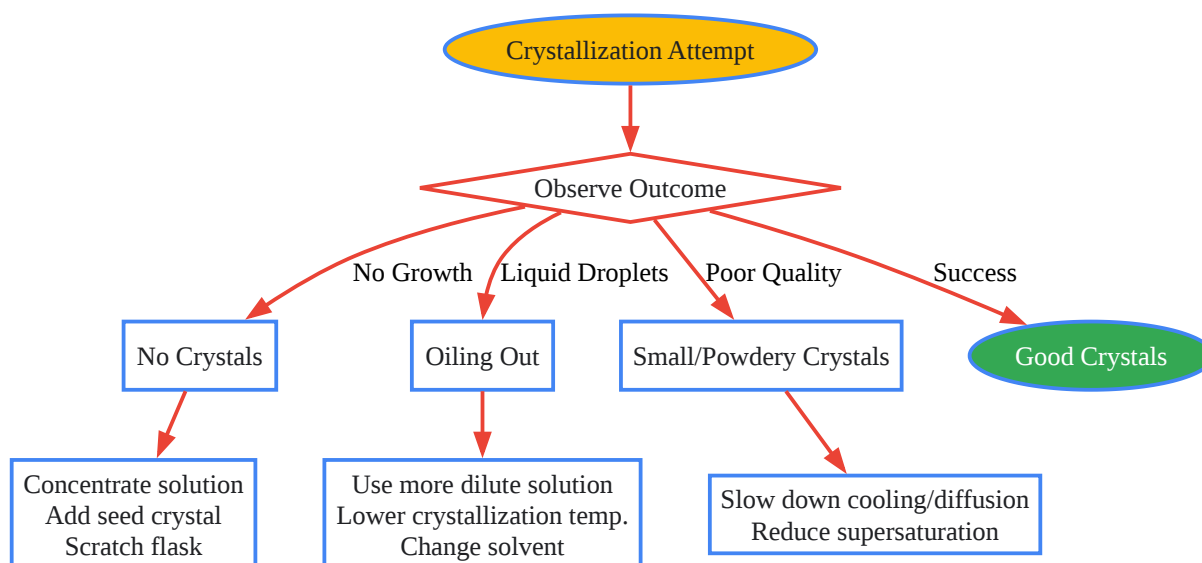 Crystallization Attempt
Observe Outcome
No Growth
Liquid Droplets
Poor Quality
Success
No Crystals
Oiling Out
Small/Powdery Crystals
Good Crystals
Concentrate solution
Add seed crystal
Scratch flask
Use more dilute solution
Lower crystallization temp.
Change solvent
Slow down cooling/diffusion
Reduce supersaturation